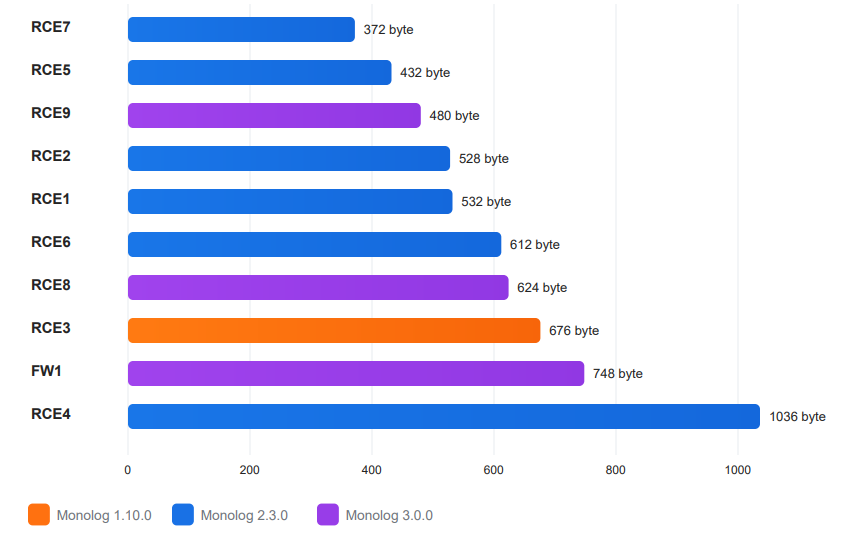 RCE7 372 byte
RCE5 432 byte
RCE9 480 byte
RCE2 528 byte
RCE1 532 byte
RCE6 612 byte
RCE8 624 byte
RCE3 676 byte
FW1 748 byte
RCE4 1036 byte
0 200 400 600 800 1000
Monolog 1.10.0 Monolog 2.3.0 Monolog 3.0.0